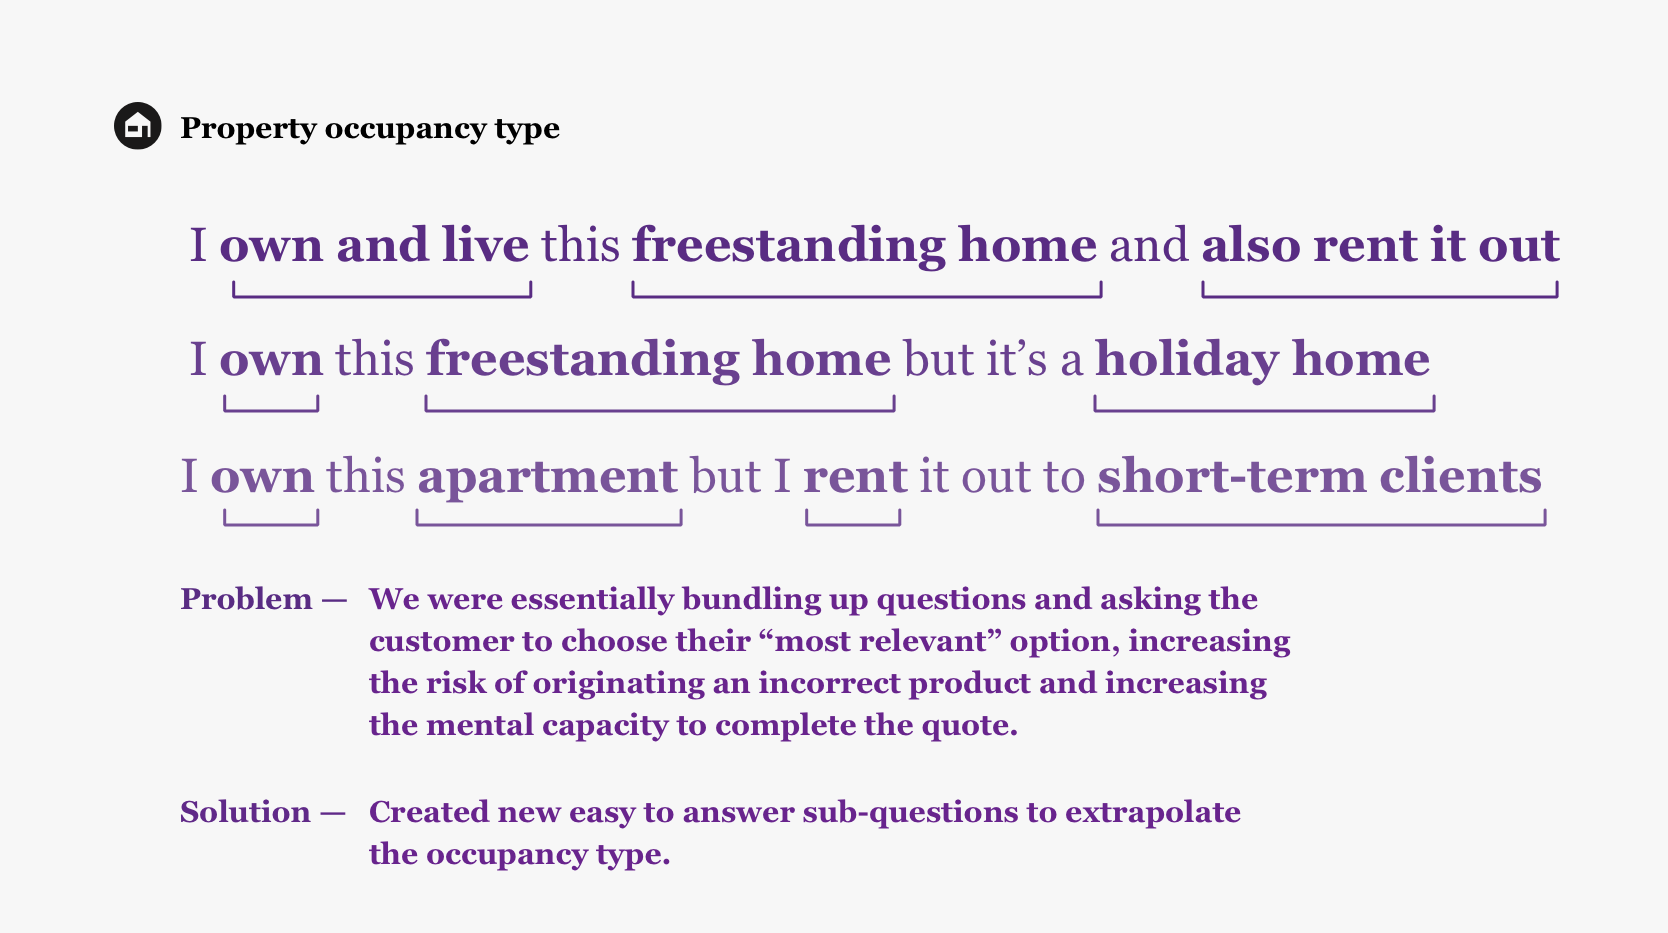 Property occupancy type
I own and live this freestanding home and also rent it out
I own this freestanding home but it’s a holiday home
I own this apartment but I rent it out to short-term clients
Problem — We were essentially bundling up questions and asking the
customer to choose their “most relevant” option, increasing
the risk of originating an incorrect product and increasing
the mental capacity to complete the quote.
Solution — Created new easy to answer sub-questions to extrapolate
the occupancy type.